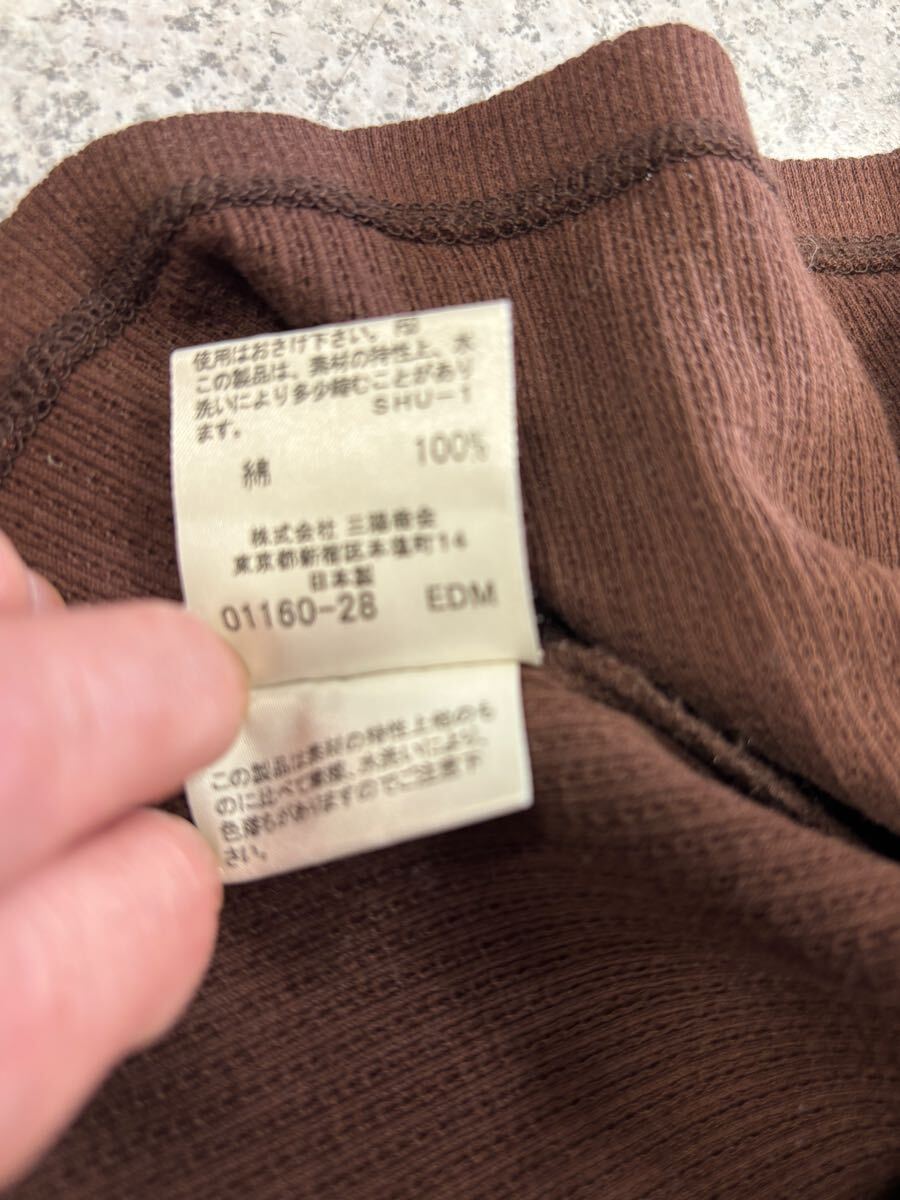 使用はおさけ下さい。
この製品は、素材の特性上、水
洗いにより多少縮むことがあり
ます。 SHU-1
綿 100%
株式会社 三陽商会
東京都新宿区本塩町14
日本製
01160-28 EDM
この製品は素材の特性上他のも
のに比べて摩擦、水洗いにより、
色落ちがありますのでご注意下
さい。